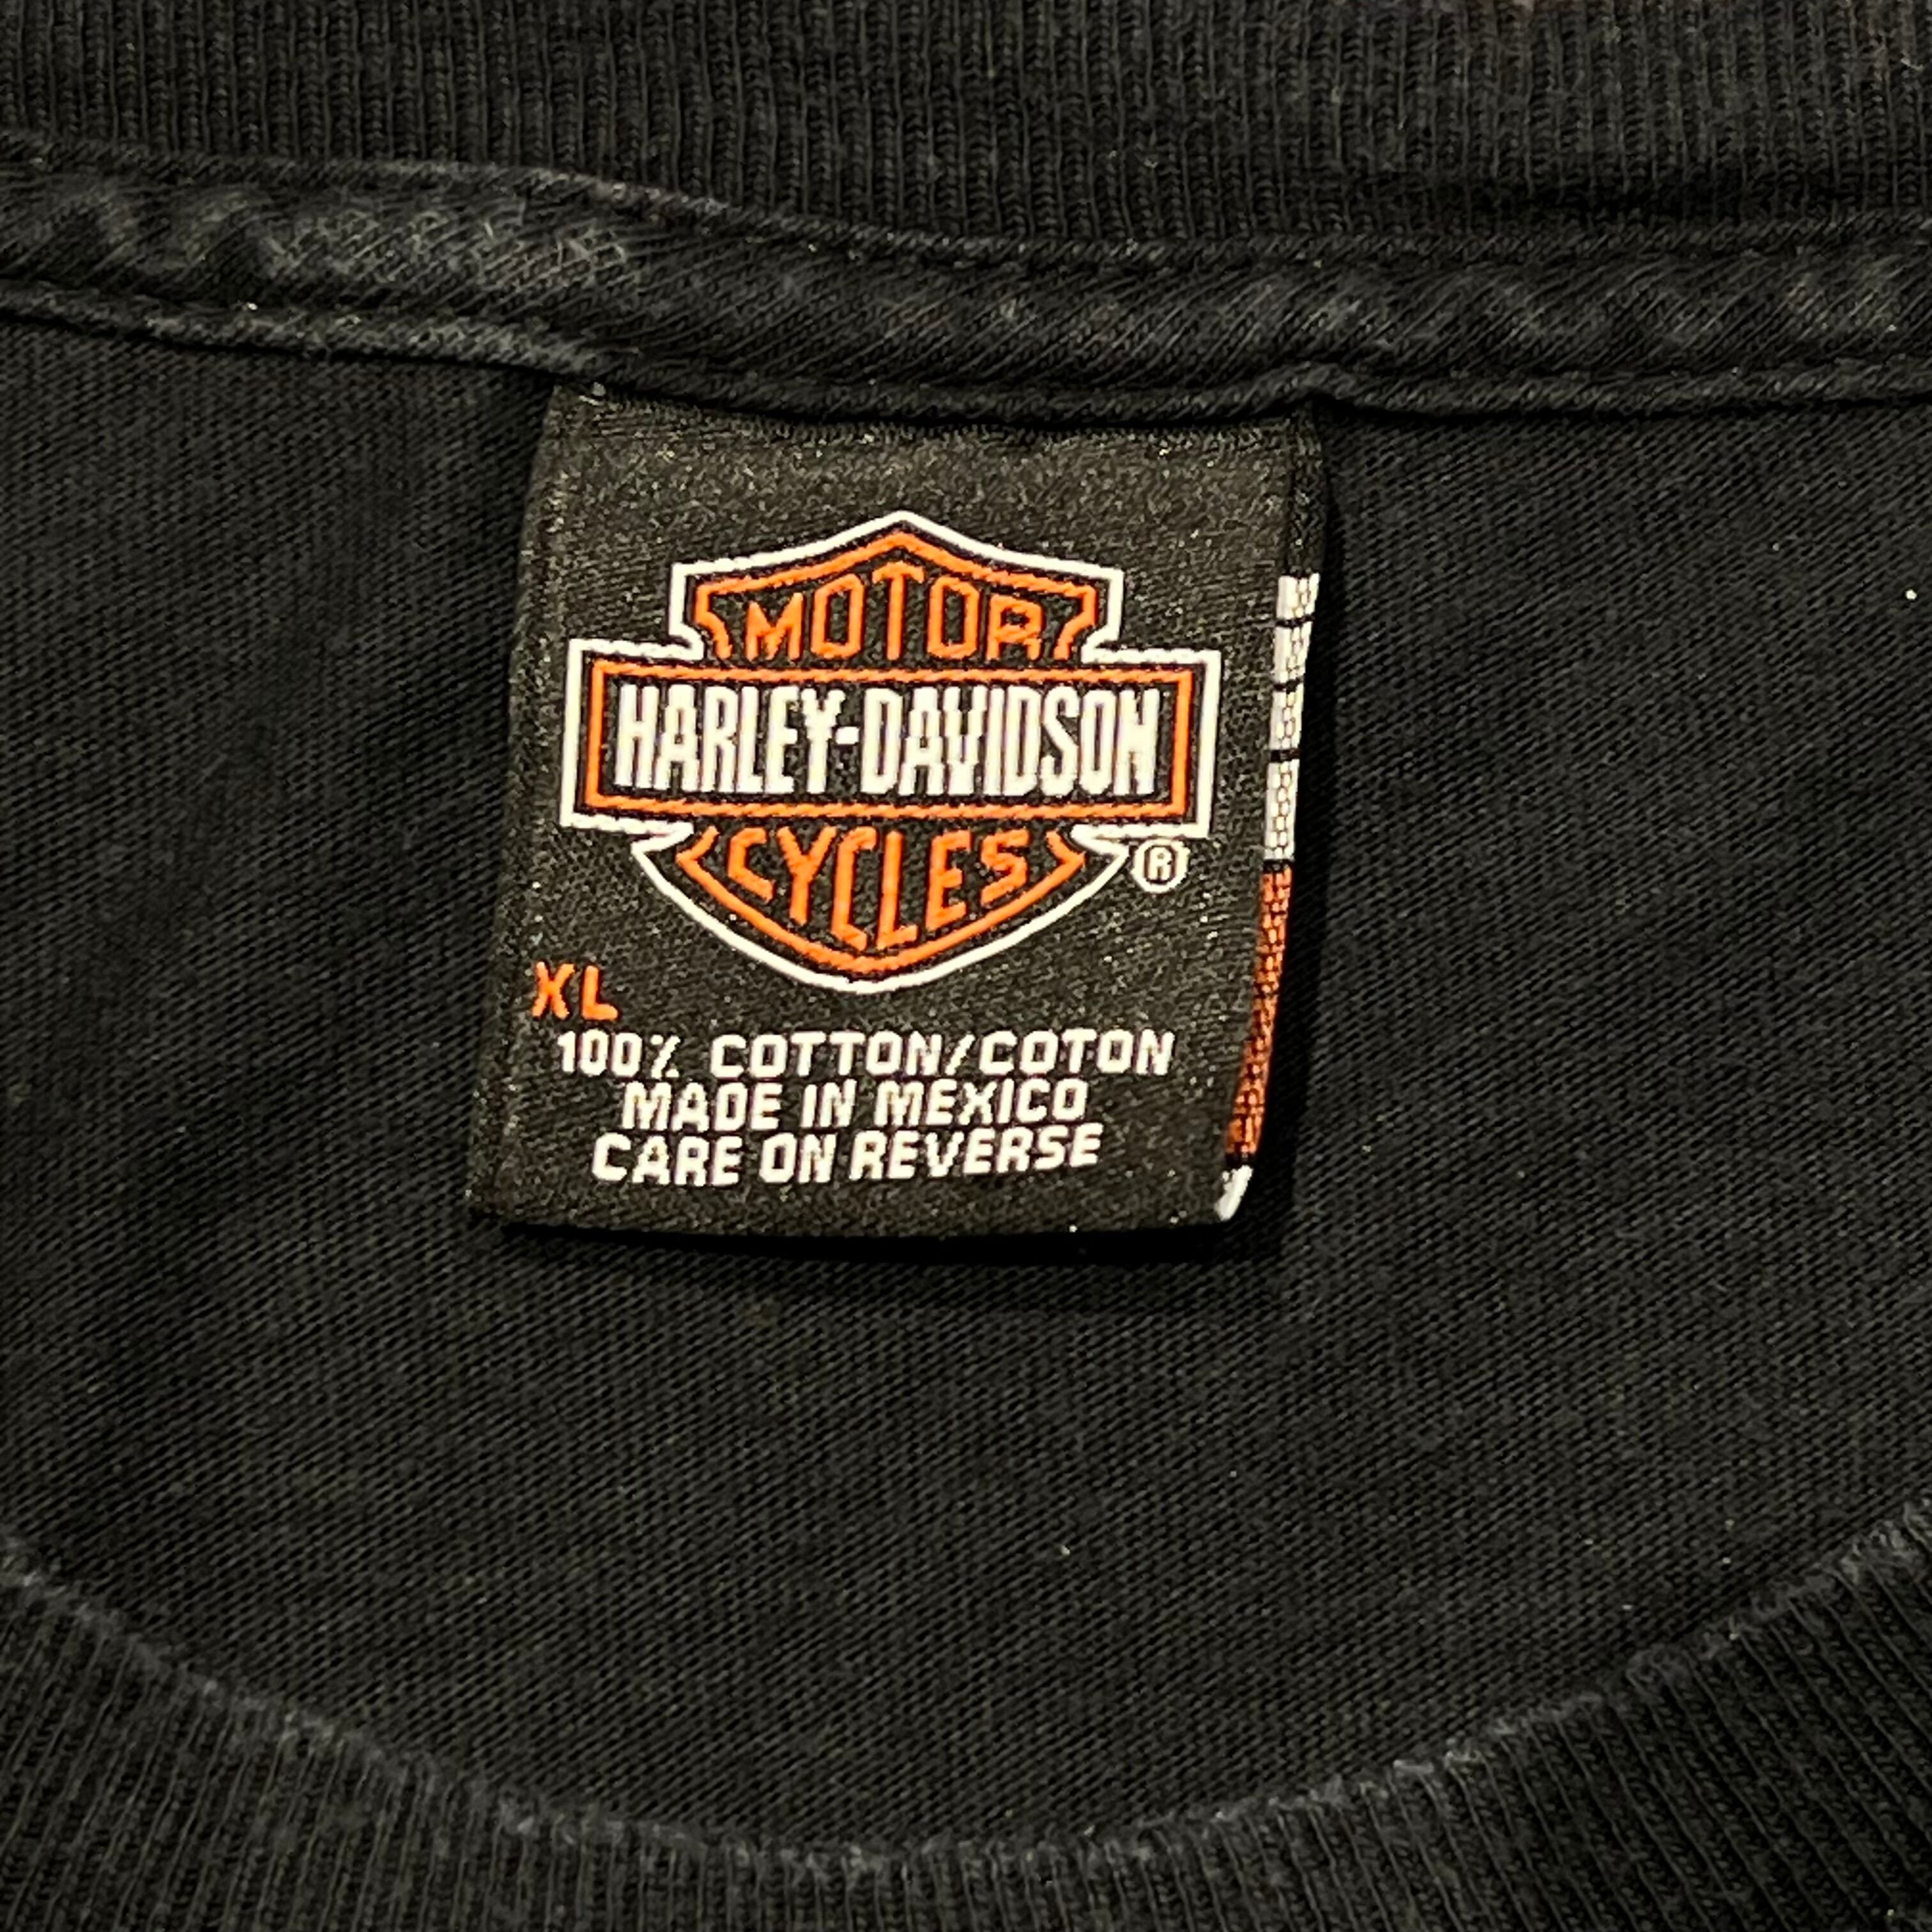 MOTOR
HARLEY-DAVIDSON
CYCLES
®
XL
100% COTTON/COTON
MADE IN MEXICO
CARE ON REVERSE